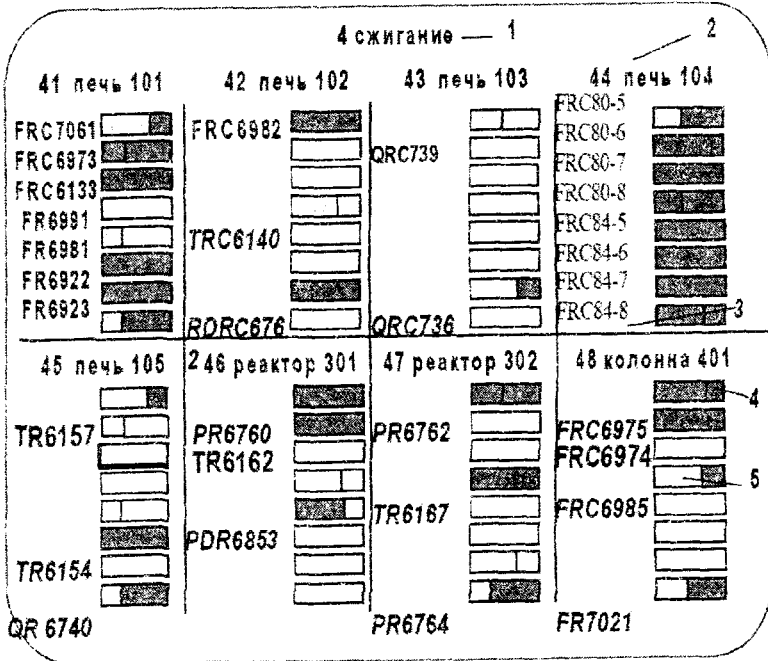 4 сжигание — 1
2
41 печь 101
FRC7061
FRC6973
FRC6133
FR6991
FR6981
FR6922
FR6923
42 печь 102
FRC6982
TRC6140
RDRC676
43 печь 103
QRC739
QRC736
44 печь 104
FRC80-5
FRC80-6
FRC80-7
FRC80-8
FRC84-5
FRC84-6
FRC84-7
FRC84-8
3
45 печь 105
TR6157
TR6154
QR 6740
2
46 реактор 301
PR6760
TR6162
PDR6853
47 реактор 302
PR6762
TR6167
PR6764
48 колонна 401
4
FRC6975
FRC6974
5
FRC6985
FR7021